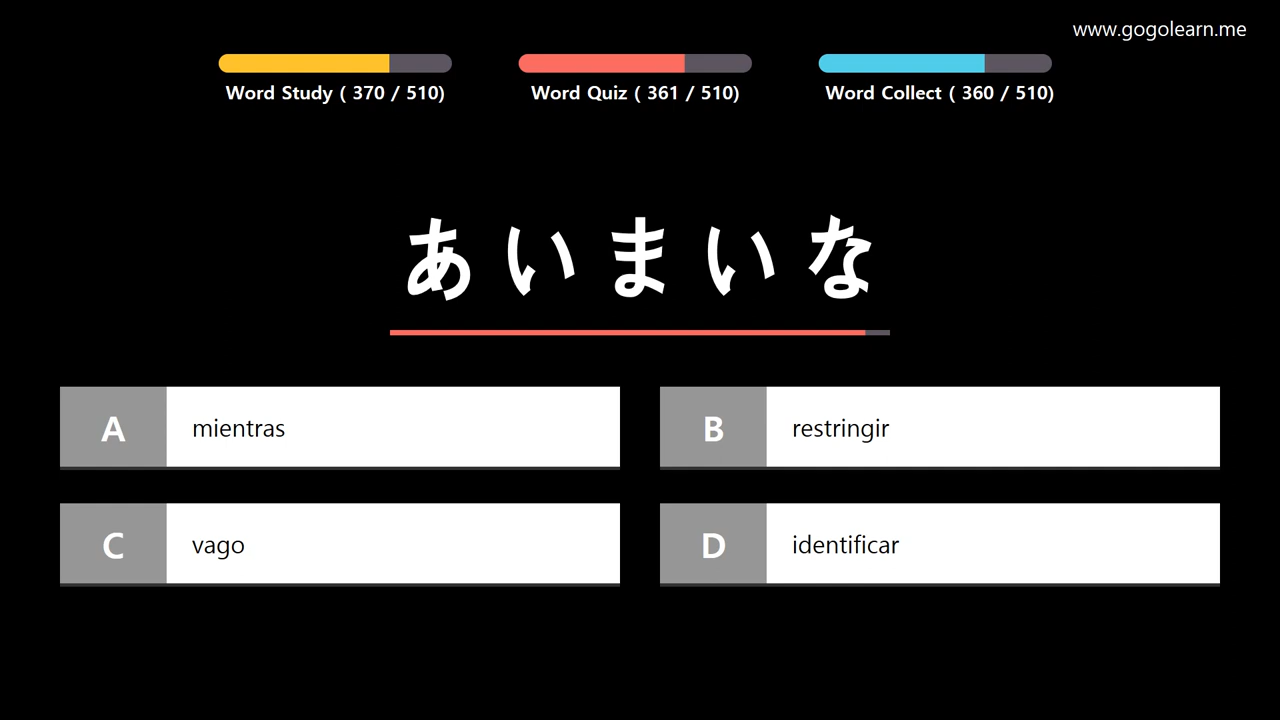 www.gogolearn.me
Word Study ( 370 / 510)
Word Quiz ( 361 / 510)
Word Collect ( 360 / 510)
あいまいな
A mientras
B restringir
C vago
D identificar